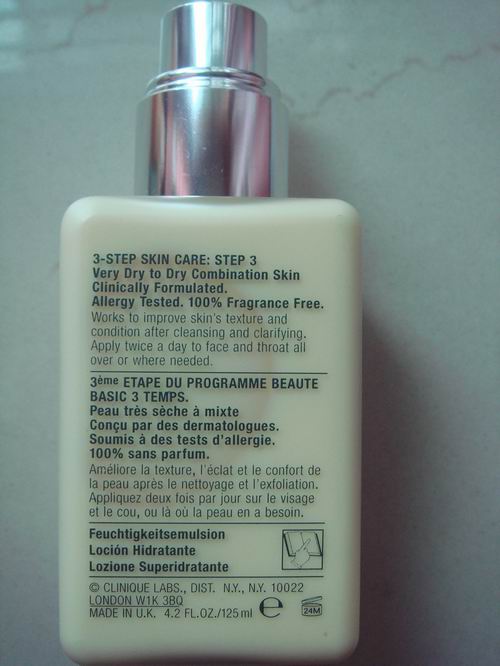 3-STEP SKIN CARE: STEP 3
Very Dry to Dry Combination Skin
Clinically Formulated.
Allergy Tested. 100% Fragrance Free.
Works to improve skin's texture and
condition after cleansing and clarifying.
Apply twice a day to face and throat all
over or where needed.
3ème ETAPE DU PROGRAMME BEAUTE
BASIC 3 TEMPS.
Peau très sèche à mixte
Conçu par des dermatologues.
Soumis à des tests d'allergie.
100% sans parfum.
Améliore la texture, l'éclat et le confort de
la peau après le nettoyage et l'exfoliation.
Appliquez deux fois par jour sur le visage
et le cou, ou là où la peau en a besoin.
Feuchtigkeitsemulsion
Loción Hidratante
Lozione Superidratante
© CLINIQUE LABS., DIST. N.Y., N.Y. 10022
LONDON W1K 3BQ
MADE IN U.K. 4.2 FL.OZ./125 ml e 24M